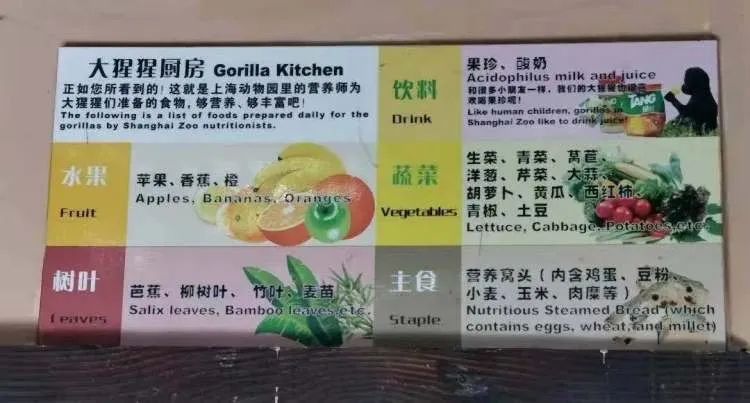 大猩猩厨房 Gorilla Kitchen
正如您所看到的！这就是上海动物园里的营养师为
大猩猩们准备的食物，够营养、够丰富吧！
The following is a list of foods prepared daily for the
gorillas by Shanghai Zoo nutritionists.
饮料
Drink
果珍、酸奶
Acidophilus milk and juice
和很多小朋友一样，我们的大猩猩也很喜
欢喝果珍呢！
Like human children, gorillas in
Shanghai Zoo like to drink juice!
TANG
水果
Fruit
苹果、香蕉、橙
Apples, Bananas, Oranges
蔬菜
Vegetables
生菜、青菜、莴苣、
洋葱、芹菜、大蒜、
胡萝卜、黄瓜、西红柿、
青椒、土豆
Lettuce, Cabbage, Potatoes,etc.
树叶
Leaves
芭蕉、柳树叶、竹叶、麦苗
Salix leaves, Bamboo leaves,etc.
主食
Staple
营养窝头（内含鸡蛋、豆粉、
小麦、玉米、肉糜等）
Nutritious Steamed Bread (which
contains eggs, wheat,and millet)